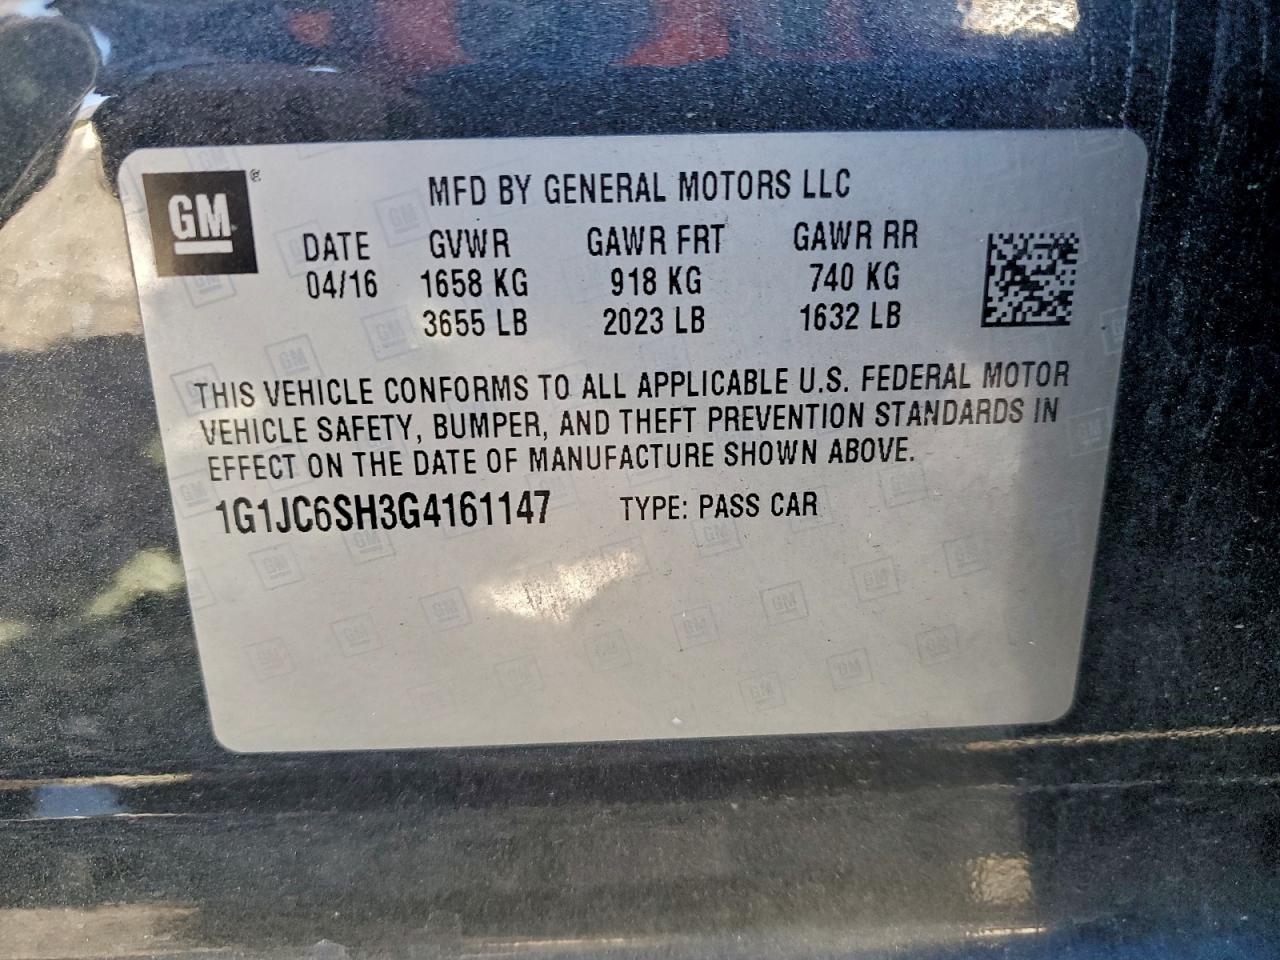 GM ®
MFD BY GENERAL MOTORS LLC
DATE GVWR GAWR FRT GAWR RR
04/16 1658 KG 918 KG 740 KG
3655 LB 2023 LB 1632 LB
THIS VEHICLE CONFORMS TO ALL APPLICABLE U.S. FEDERAL MOTOR
VEHICLE SAFETY, BUMPER, AND THEFT PREVENTION STANDARDS IN
EFFECT ON THE DATE OF MANUFACTURE SHOWN ABOVE.
1G1JC6SH3G4161147 TYPE: PASS CAR